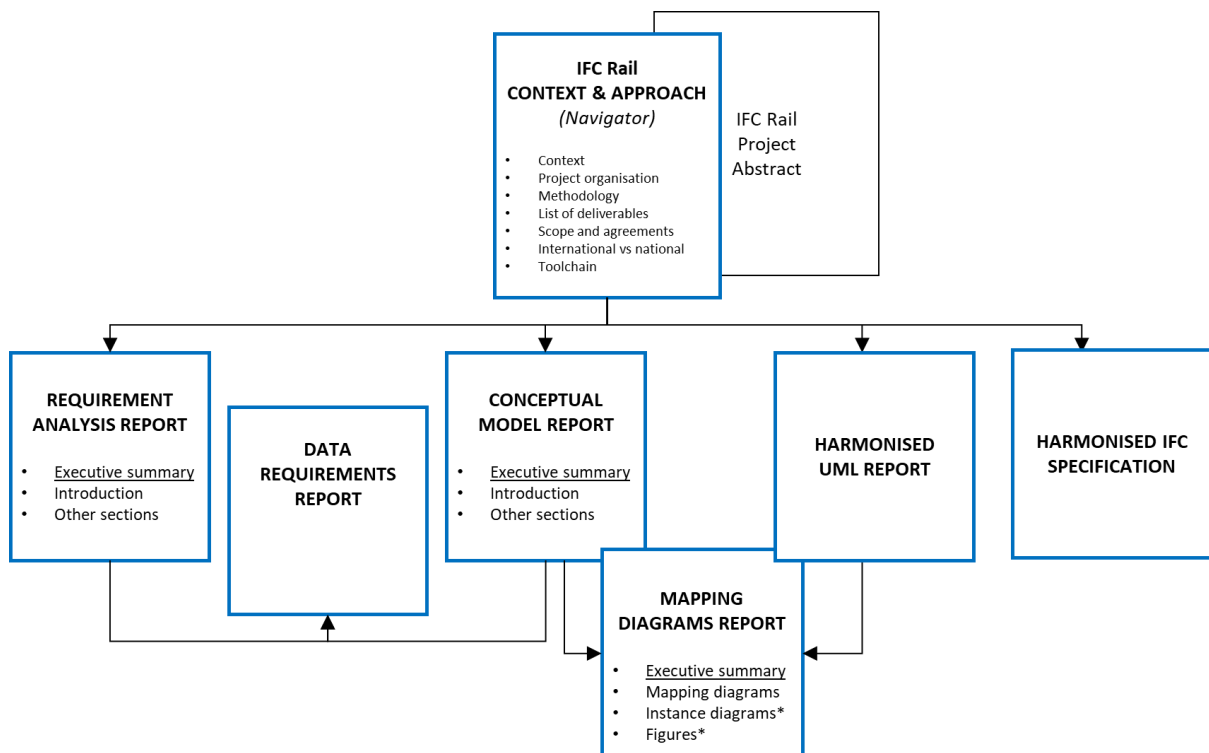 IFC Rail
CONTEXT & APPROACH
(Navigator)
• Context
• Project organisation
• Methodology
• List of deliverables
• Scope and agreements
• International vs national
• Toolchain
IFC Rail
Project
Abstract
REQUIREMENT
ANALYSIS REPORT
• Executive summary
• Introduction
• Other sections
DATA
REQUIREMENTS
REPORT
CONCEPTUAL
MODEL REPORT
• Executive summary
• Introduction
• Other sections
MAPPING
DIAGRAMS REPORT
• Executive summary
• Mapping diagrams
• Instance diagrams*
• Figures*
HARMONISED
UML REPORT
HARMONISED IFC
SPECIFICATION